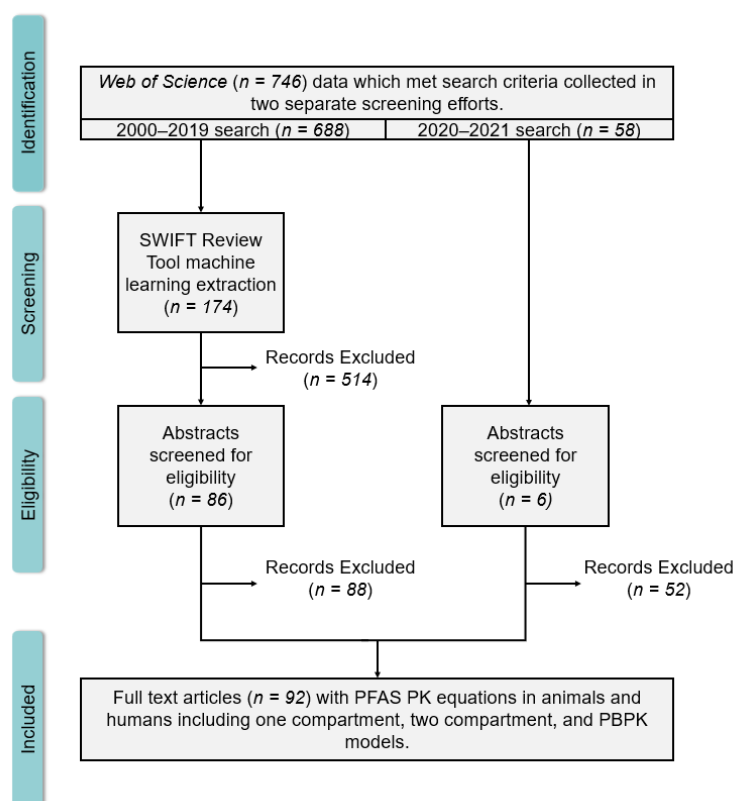 Identification
Web of Science (n = 746) data which met search criteria collected in
two separate screening efforts.
2000–2019 search (n = 688)
2020–2021 search (n = 58)
Screening
SWIFT Review
Tool machine
learning extraction
(n = 174)
Records Excluded
(n = 514)
Eligibility
Abstracts
screened for
eligibility
(n = 86)
Abstracts
screened for
eligibility
(n = 6)
Records Excluded
(n = 88)
Records Excluded
(n = 52)
Included
Full text articles (n = 92) with PFAS PK equations in animals and
humans including one compartment, two compartment, and PBPK
models.